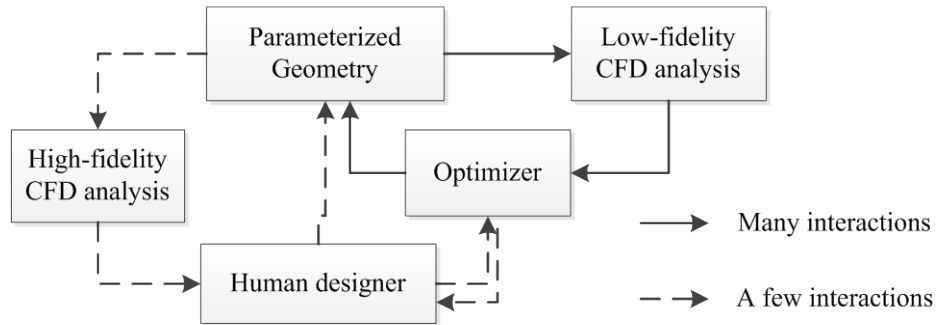 Parameterized
Geometry
Low-fidelity
CFD analysis
High-fidelity
CFD analysis
Optimizer
Human designer
Many interactions
A few interactions